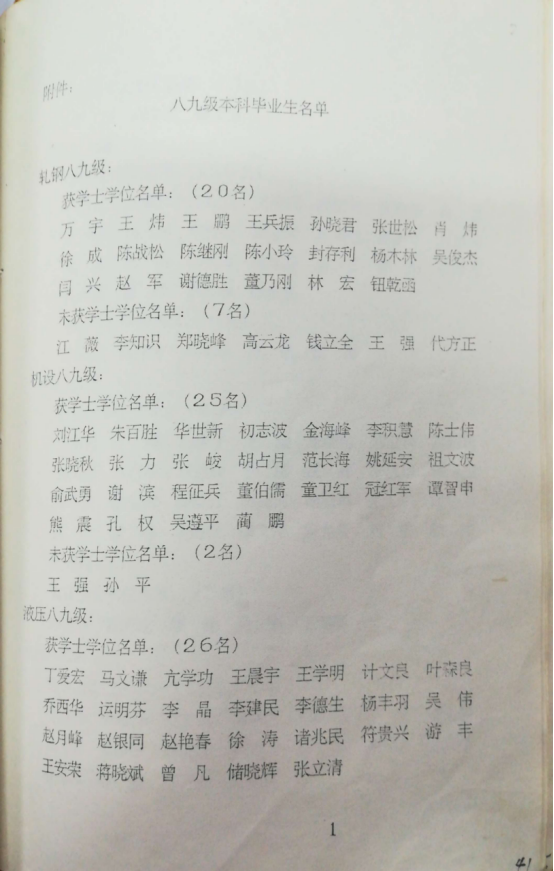 附件：
八九级本科毕业生名单
轧钢八九级：
获学士学位名单：（20名）
万 宇 王 炜 王 鹏 王兵振 孙晓君 张世松 肖 炜
徐 成 陈战松 陈继刚 陈小玲 封存利 杨木林 吴俊杰
闫 兴 赵 军 谢德胜 董乃刚 林 宏 钮乾函
未获学士学位名单：（7名）
江 薇 李知识 郑晓峰 高云龙 钱立全 王 强 代方正
机设八九级：
获学士学位名单：（25名）
刘江华 朱百胜 华世新 初志波 金海峰 李积慧 陈士伟
张晓秋 张 力 张 峻 胡占月 范长海 姚延安 祖文波
俞武勇 谢 滨 程征兵 董伯儒 童卫红 冠红军 谭智申
熊 震 孔 权 吴遵平 蔺 鹏
未获学士学位名单：（2名）
王 强 孙 平
液压八九级：
获学士学位名单：（26名）
丁爱宏 马文谦 亢学功 王晨宇 王学明 计文良 叶森良
乔西华 运明芬 李 晶 李建民 李德生 杨丰羽 吴 伟
赵月峰 赵银同 赵艳春 徐 涛 诸兆民 符贵兴 游 丰
王安荣 蒋晓斌 曾 凡 储晓辉 张立清
1
41